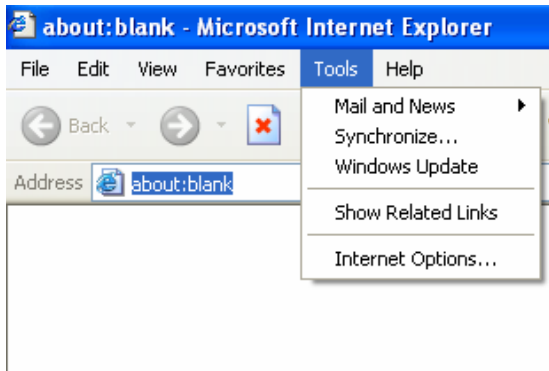 about:blank - Microsoft Internet Explorer
File Edit View Favorites Tools Help
Mail and News
Back
Synchronize...
Windows Update
Address about:blank
Show Related Links
Internet Options...